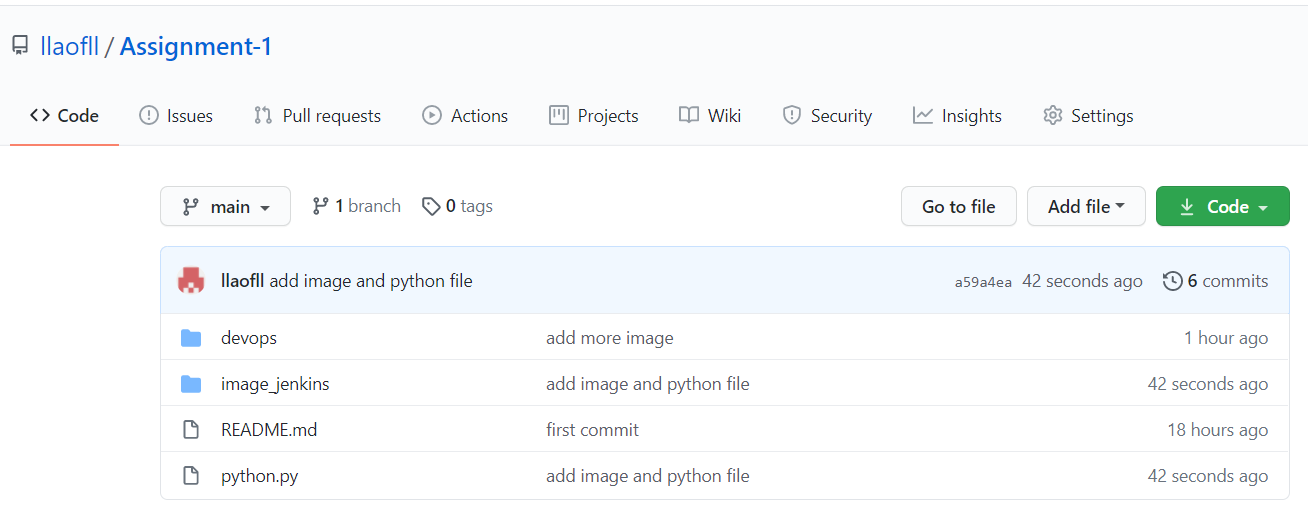 llaofll / Assignment-1
Code Issues Pull requests Actions Projects Wiki Security Insights Settings
main 1 branch 0 tags Go to file Add file Code
llaofll add image and python file a59a4ea 42 seconds ago 6 commits
devops add more image 1 hour ago
image_jenkins add image and python file 42 seconds ago
README.md first commit 18 hours ago
python.py add image and python file 42 seconds ago